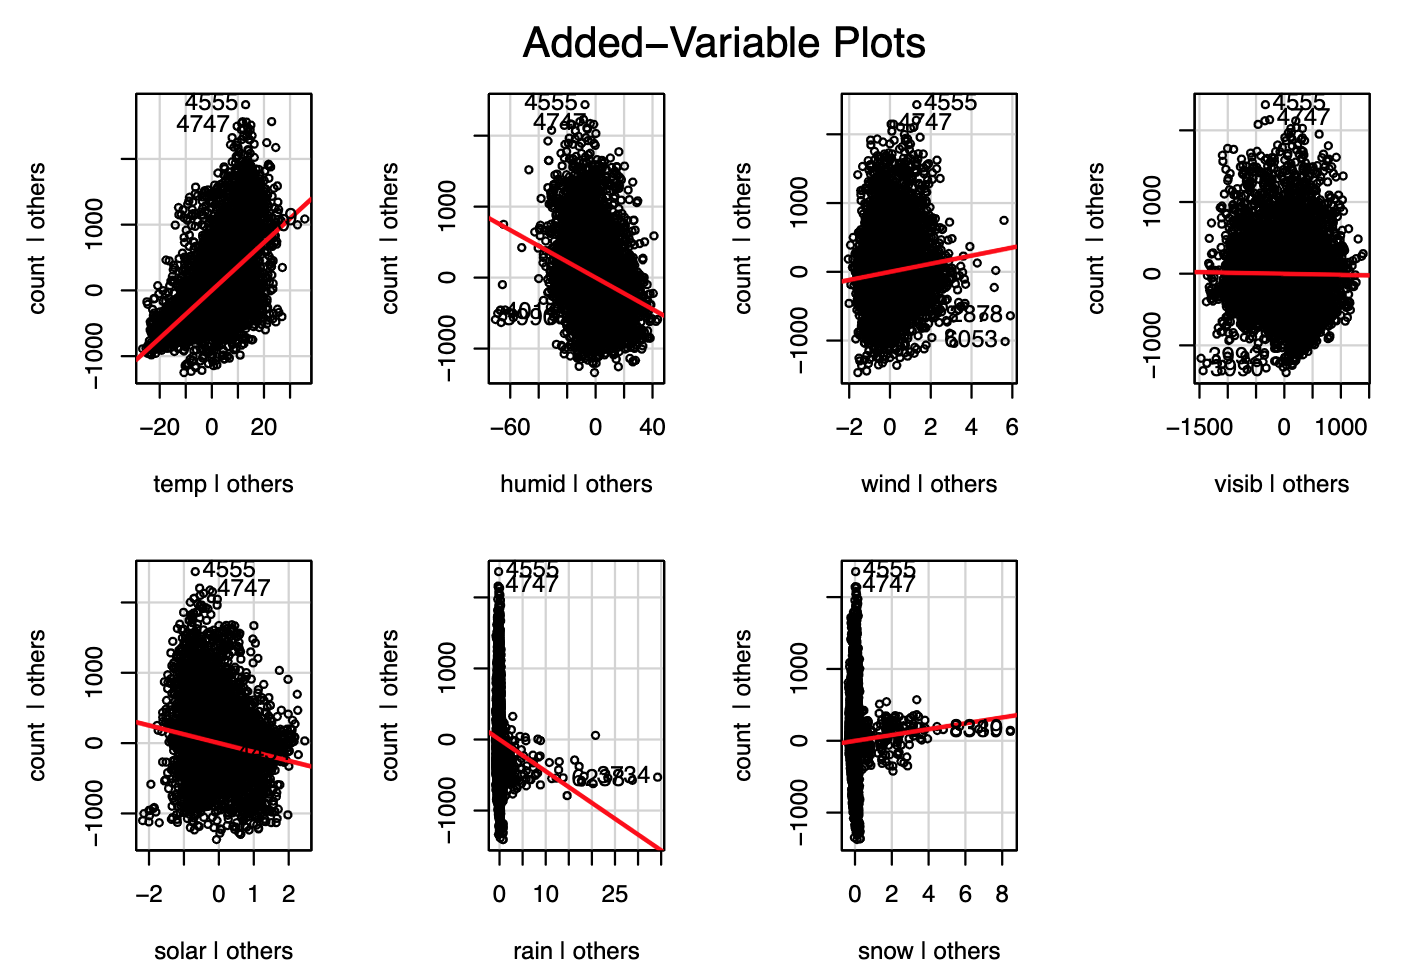 Added−Variable Plots
count | others
−1000 0 1000
4555
4747
−20 0 20
temp | others
count | others
−1000 0 1000
4555
4747
−60 0 40
humid | others
count | others
−1000 0 1000
4555
4747
6053
−2 0 2 4 6
wind | others
count | others
−1000 0 1000
4555
4747
−1500 0 1000
visib | others
count | others
−1000 0 1000
4555
4747
−2 0 1 2
solar | others
count | others
−1000 0 1000
4555
4747
0 10 25
rain | others
count | others
−1000 0 1000
4555
4747
0 2 4 6 8
snow | others